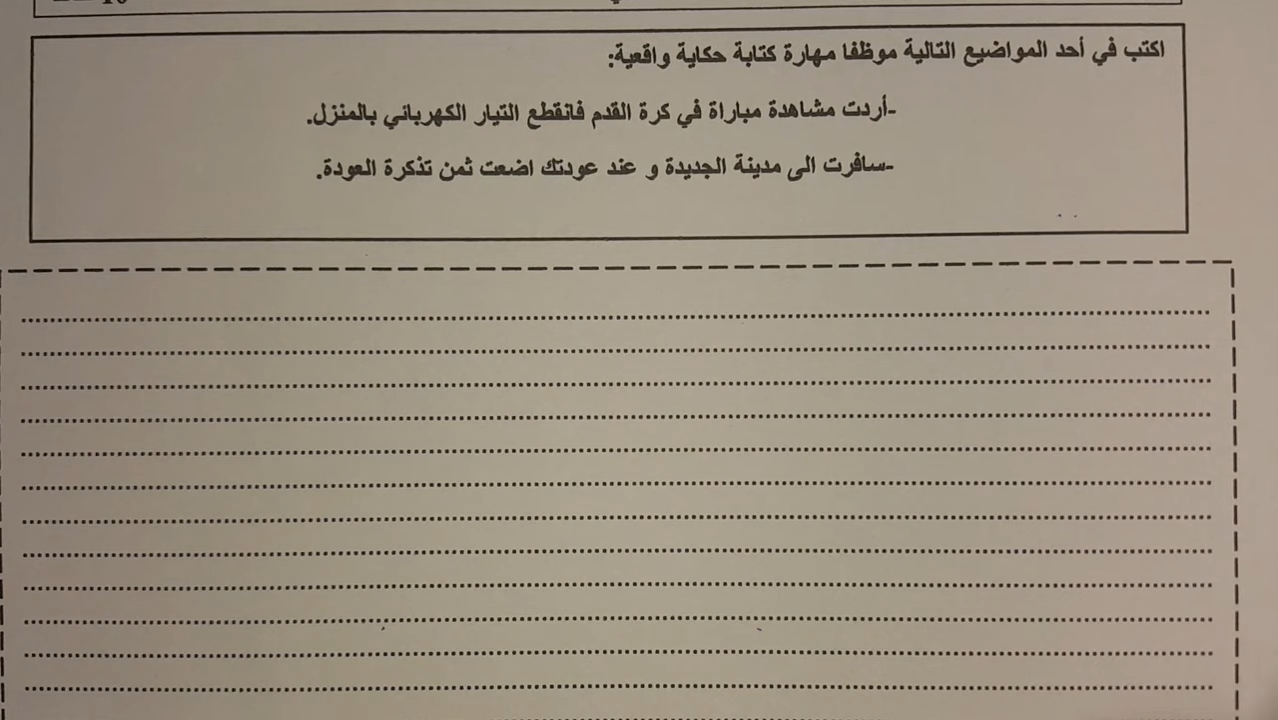 اكتب في أحد المواضيع التالية موظفا مهارة كتابة حكاية واقعية:
-أردت مشاهدة مباراة في كرة القدم فانقطع التيار الكهربائي بالمنزل.
-سافرت الى مدينة الجديدة و عند عودتك اضعت ثمن تذكرة العودة.